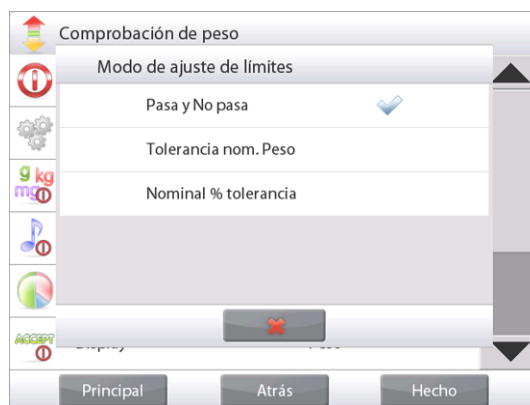 Comprobación de peso
Modo de ajuste de límites
Pasa y No pasa
Tolerancia nom. Peso
Nominal % tolerancia
g kg
mg
ACCEPT
Principal
Atrás
Hecho